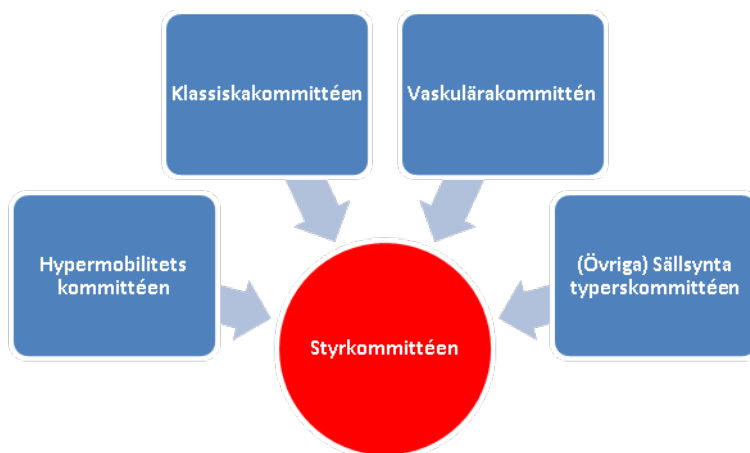 Klassiskakommittéen
Vaskulärakommittén
Hypermobilitets
kommittéen
(Övriga) Sällsynta
typerskommittéen
Styrkommittéen